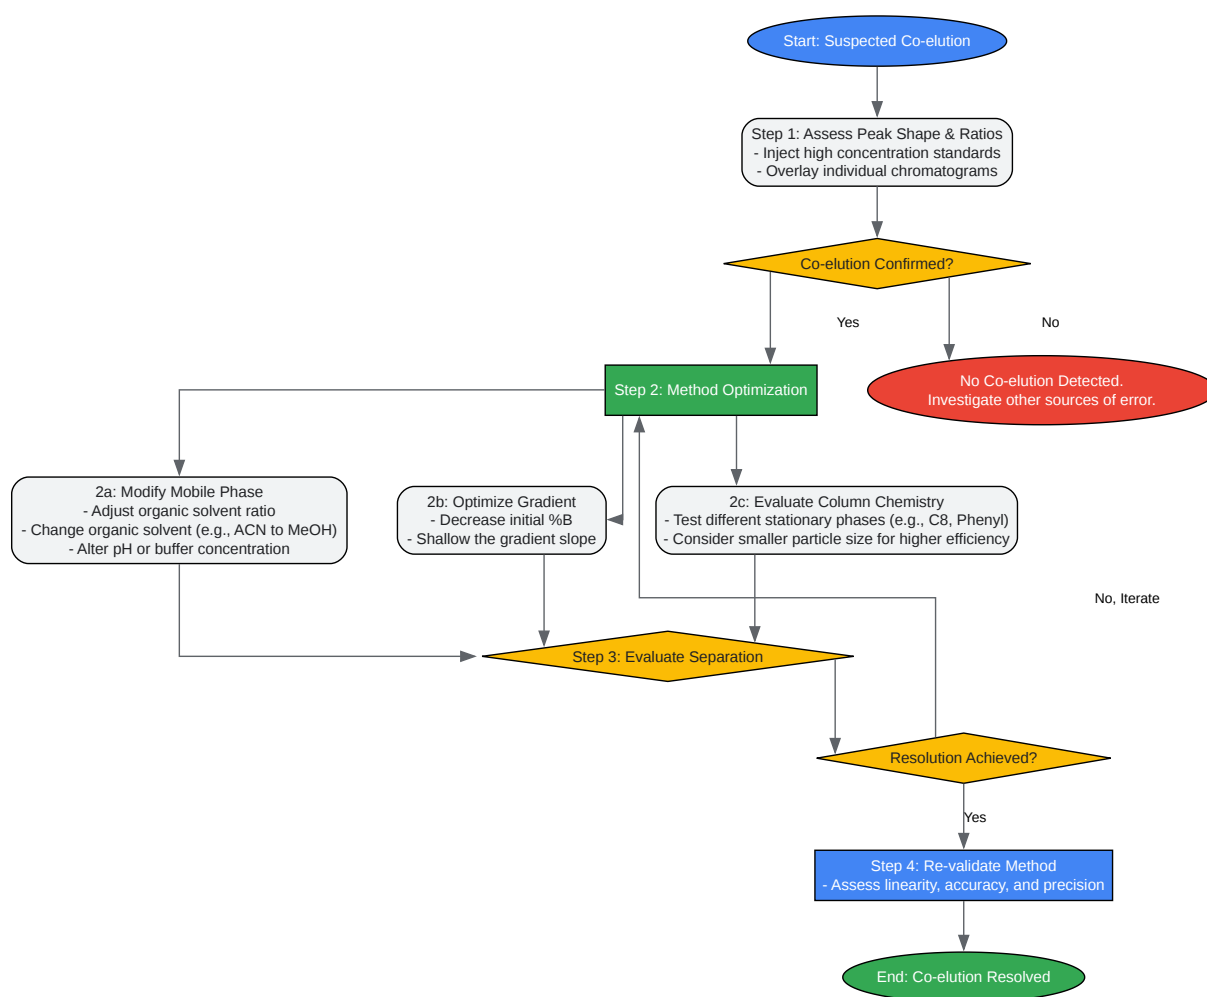 Start: Suspected Co-elution
Step 1: Assess Peak Shape & Ratios
- Inject high concentration standards
- Overlay individual chromatograms
Co-elution Confirmed?
Yes
No
Step 2: Method Optimization
No Co-elution Detected.
Investigate other sources of error.
2a: Modify Mobile Phase
- Adjust organic solvent ratio
- Change organic solvent (e.g., ACN to MeOH)
- Alter pH or buffer concentration
2b: Optimize Gradient
- Decrease initial %B
- Shallow the gradient slope
2c: Evaluate Column Chemistry
- Test different stationary phases (e.g., C8, Phenyl)
- Consider smaller particle size for higher efficiency
No, Iterate
Step 3: Evaluate Separation
Resolution Achieved?
Yes
Step 4: Re-validate Method
- Assess linearity, accuracy, and precision
End: Co-elution Resolved